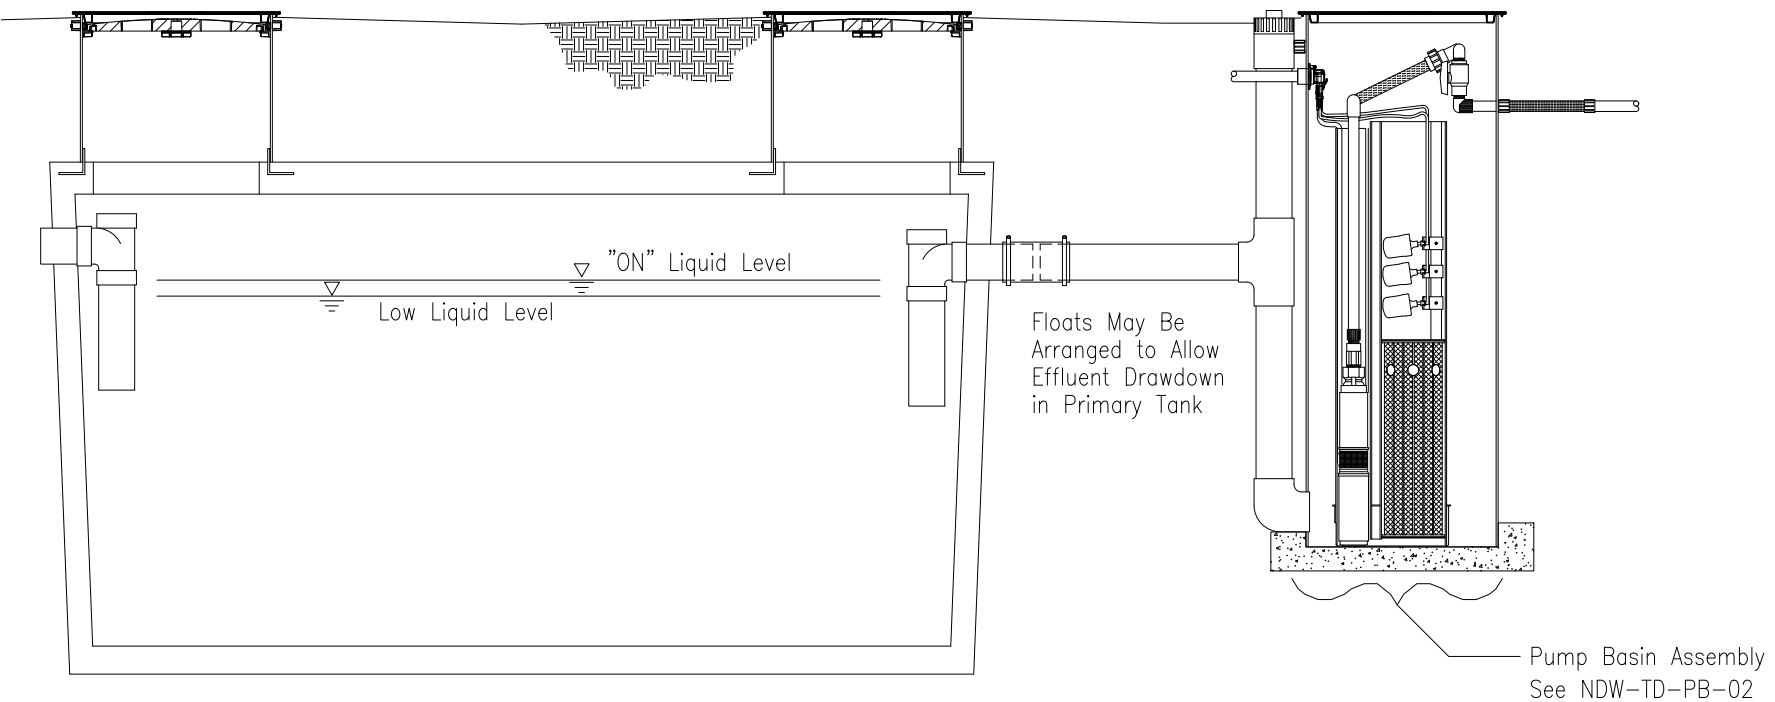 "ON" Liquid Level
Low Liquid Level
Floats May Be
Arranged to Allow
Effluent Drawdown
in Primary Tank
Pump Basin Assembly
See NDW-TD-PB-02